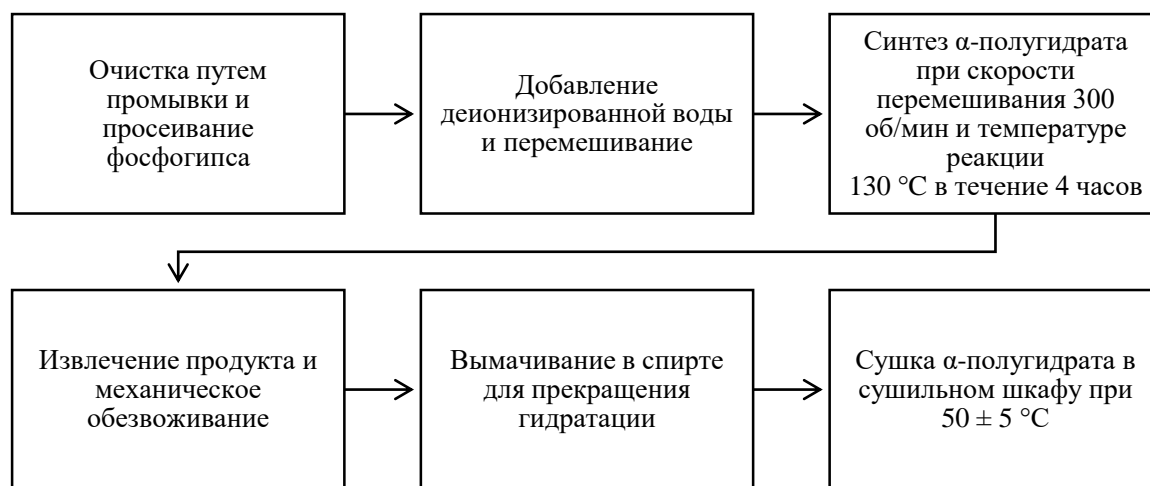 Очистка путем
промывки и
просеивание
фосфогипса
Добавление
деионизированной воды
и перемешивание
Синтез α-полугидрата
при скорости
перемешивания 300
об/мин и температуре
реакции
130 °C в течение 4 часов
Извлечение продукта и
механическое
обезвоживание
Вымачивание в спирте
для прекращения
гидратации
Сушка α-полугидрата в
сушильном шкафу при
50 ± 5 °C